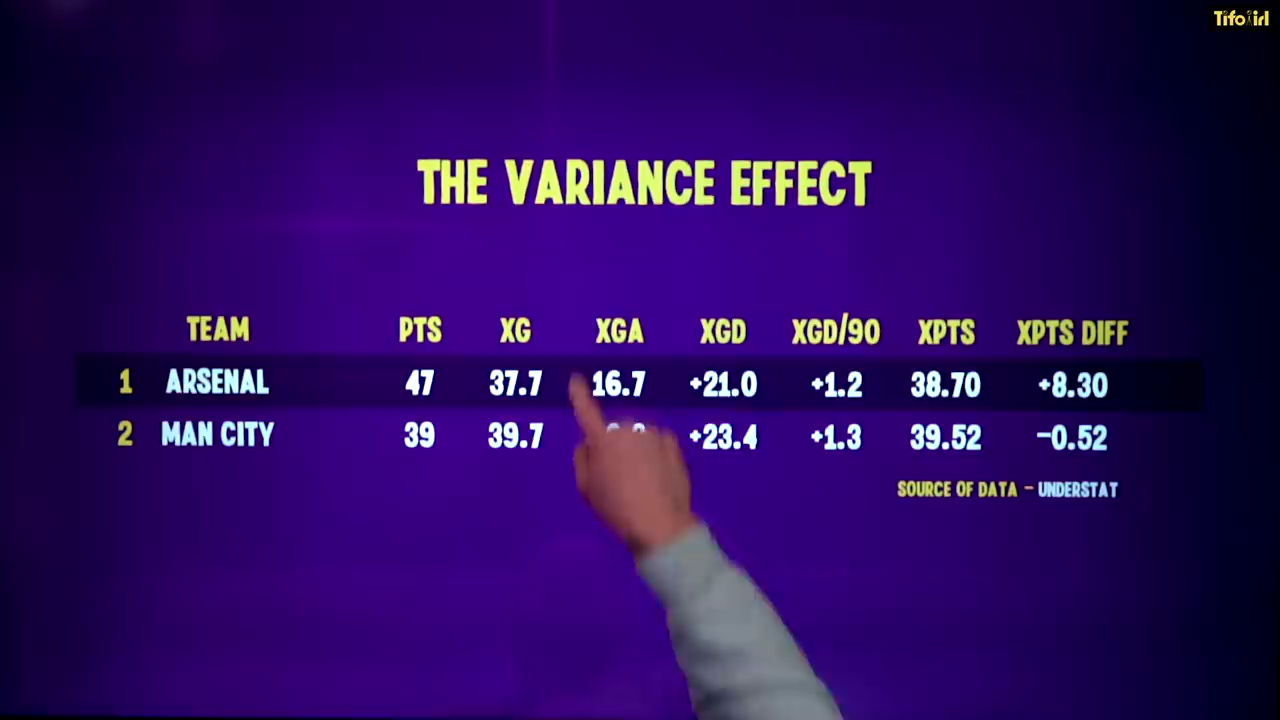 Tifo irl
THE VARIANCE EFFECT
TEAM PTS XG XGA XGD XGD/90 XPTS XPTS DIFF
1 ARSENAL 47 37.7 16.7 +21.0 +1.2 38.70 +8.30
2 MAN CITY 39 39.7 +23.4 +1.3 39.52 -0.52
SOURCE OF DATA - UNDERSTAT